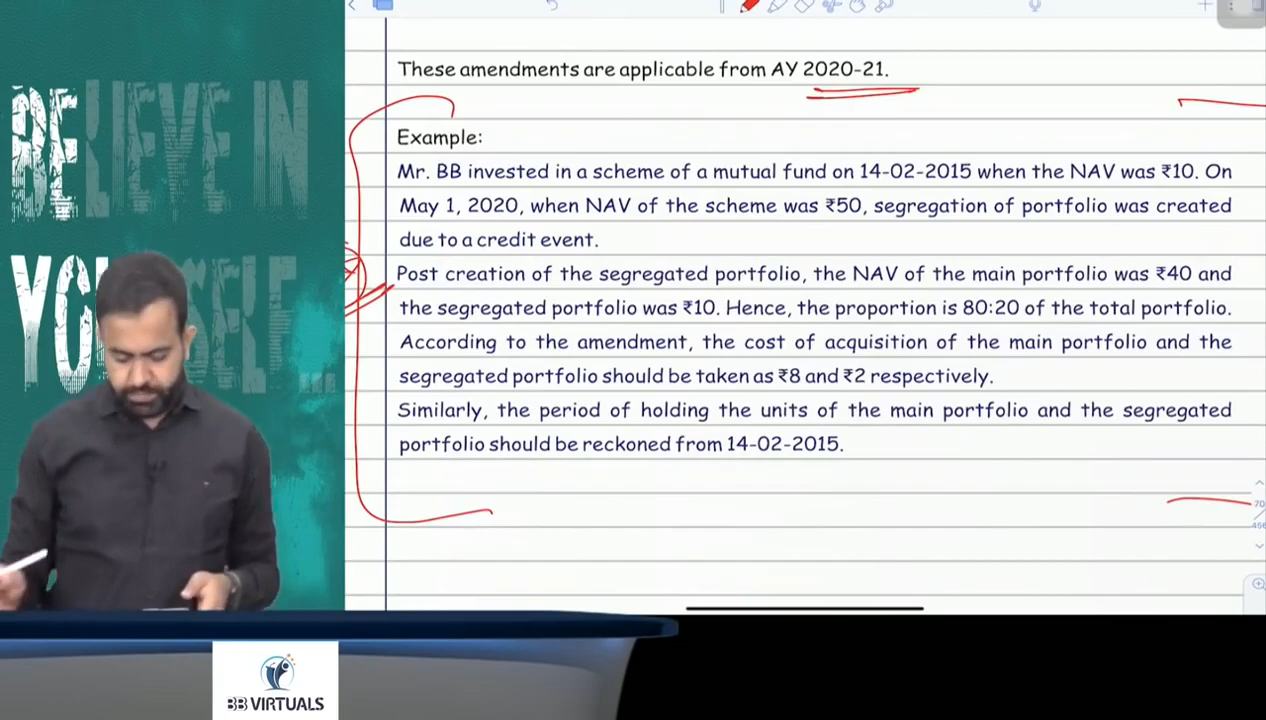 BELIEVE IN
YOURSELF...
These amendments are applicable from AY 2020-21.
Example:
Mr. BB invested in a scheme of a mutual fund on 14-02-2015 when the NAV was ₹10. On
May 1, 2020, when NAV of the scheme was ₹50, segregation of portfolio was created
due to a credit event.
Post creation of the segregated portfolio, the NAV of the main portfolio was ₹40 and
the segregated portfolio was ₹10. Hence, the proportion is 80:20 of the total portfolio.
According to the amendment, the cost of acquisition of the main portfolio and the
segregated portfolio should be taken as ₹8 and ₹2 respectively.
Similarly, the period of holding the units of the main portfolio and the segregated
portfolio should be reckoned from 14-02-2015.
70
456
BB VIRTUALS